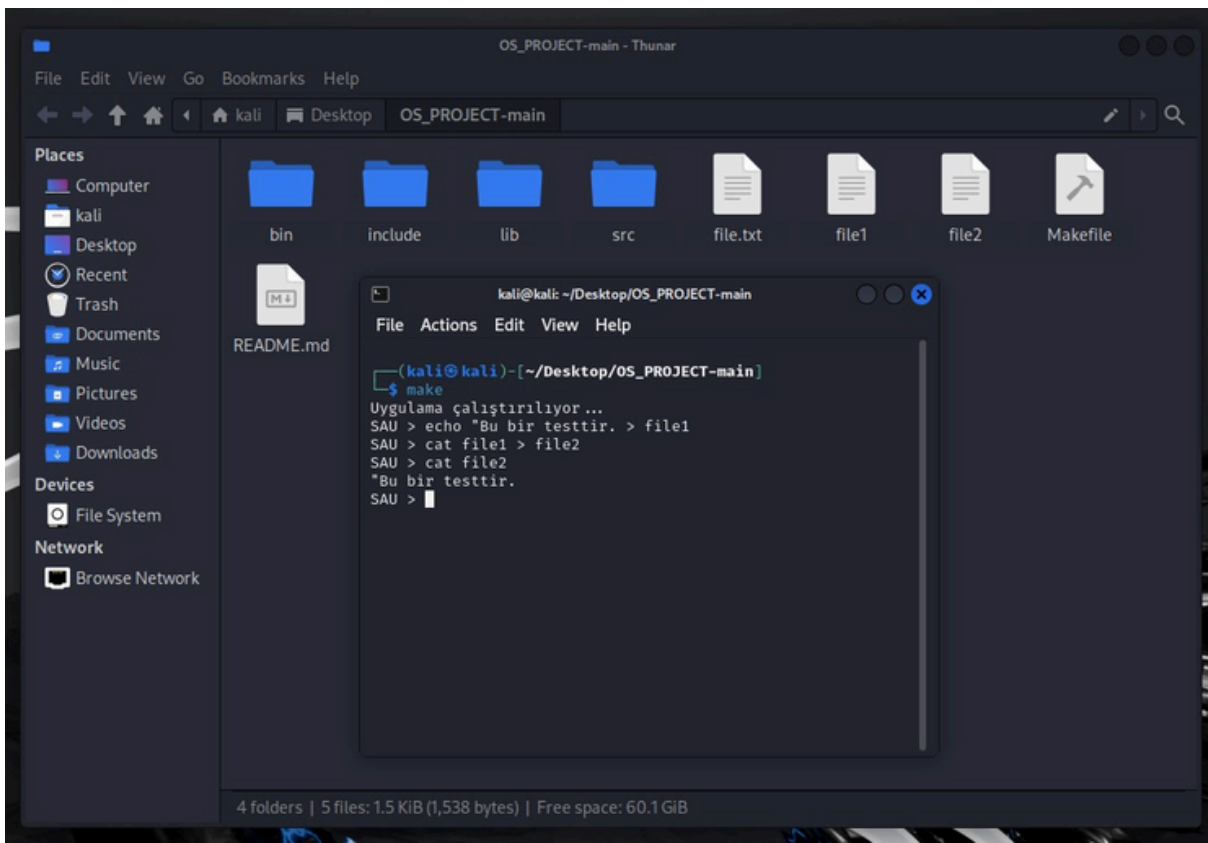 OS_PROJECT-main - Thunar
File Edit View Go Bookmarks Help
kali Desktop OS_PROJECT-main
Places
Computer
kali
Desktop
Recent
Trash
Documents
Music
Pictures
Videos
Downloads
Devices
File System
Network
Browse Network
bin include lib src file.txt file1 file2 Makefile
README.md
kali@kali: ~/Desktop/OS_PROJECT-main
File Actions Edit View Help
(kali㉿kali)-[~/Desktop/OS_PROJECT-main]
$ make
Uygulama çalıştırılıyor ...
SAU > echo "Bu bir testtir. > file1
SAU > cat file1 > file2
SAU > cat file2
"Bu bir testtir.
SAU >
4 folders | 5 files: 1.5 KiB (1,538 bytes) | Free space: 60.1 GiB